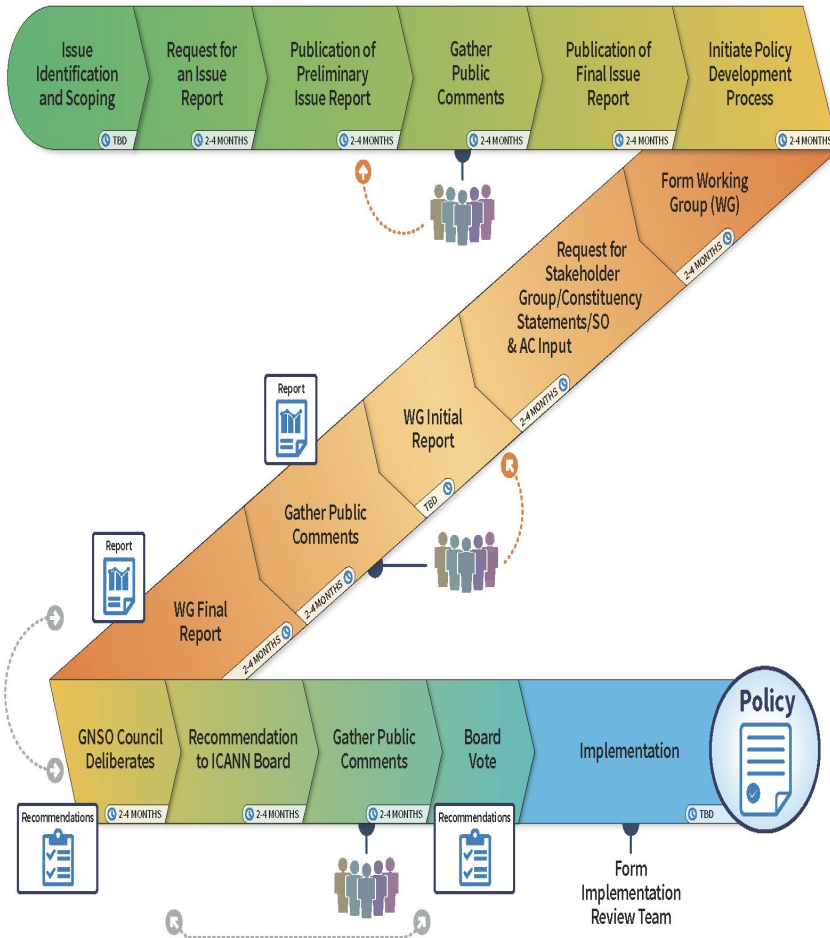 Issue
Identification
and Scoping
TBD
Request for
an Issue
Report
2-4 MONTHS
Publication of
Preliminary
Issue Report
2-4 MONTHS
Gather
Public
Comments
2-4 MONTHS
Publication of
Final Issue
Report
2-4 MONTHS
Initiate Policy
Development
Process
2-4 MONTHS
Form Working
Group (WG)
2-4 MONTHS
Request for
Stakeholder
Group/Constituency
Statements/SO
& AC Input
2-4 MONTHS
WG Initial
Report
TBD
Report
Gather Public
Comments
2-4 MONTHS
Report
WG Final
Report
2-4 MONTHS
GNSO Council
Deliberates
2-4 MONTHS
Recommendations
Recommendation
to ICANN Board
2-4 MONTHS
Gather Public
Comments
2-4 MONTHS
Board
Vote
Recommendations
Implementation
TBD
Form
Implementation
Review Team
Policy